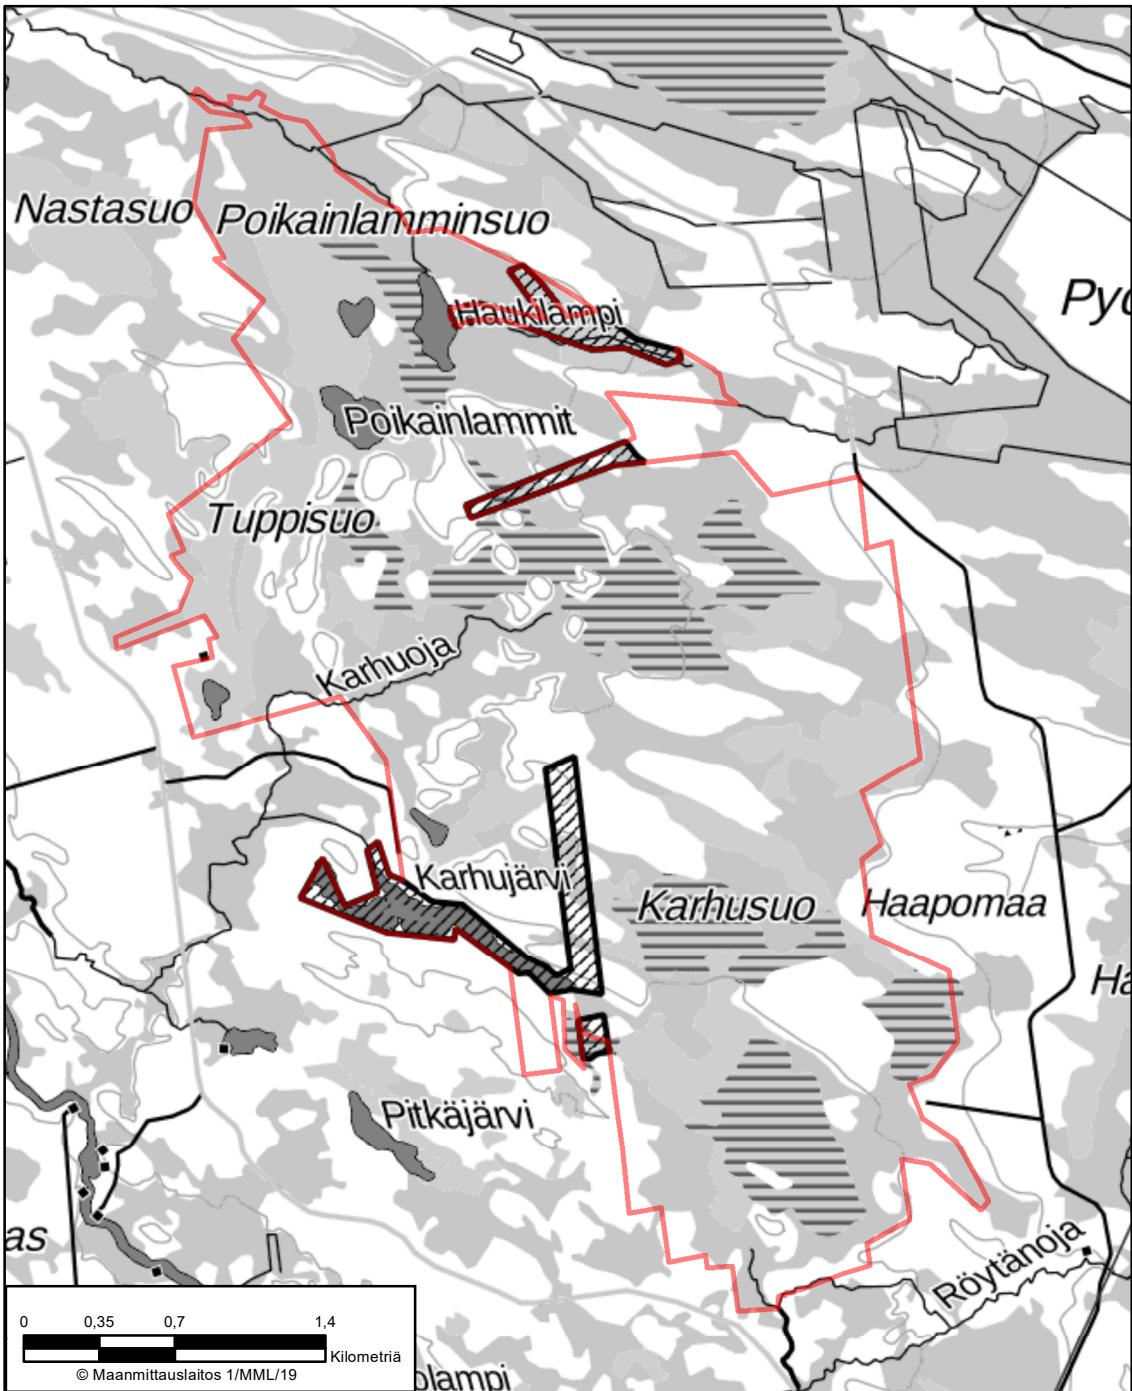 Nastasuo
Poikainlamminsuo
Pyö
Haukilampi
Poikainlammit
Tuppisuo
Karhuoja
Karhujärvi
Karhusuo
Haapomaa
Ha
Pitkäjärvi
as
Röytänoja
0 0,35 0,7 1,4
Kilometriä
© Maanmittauslaitos 1/MML/19
olampi